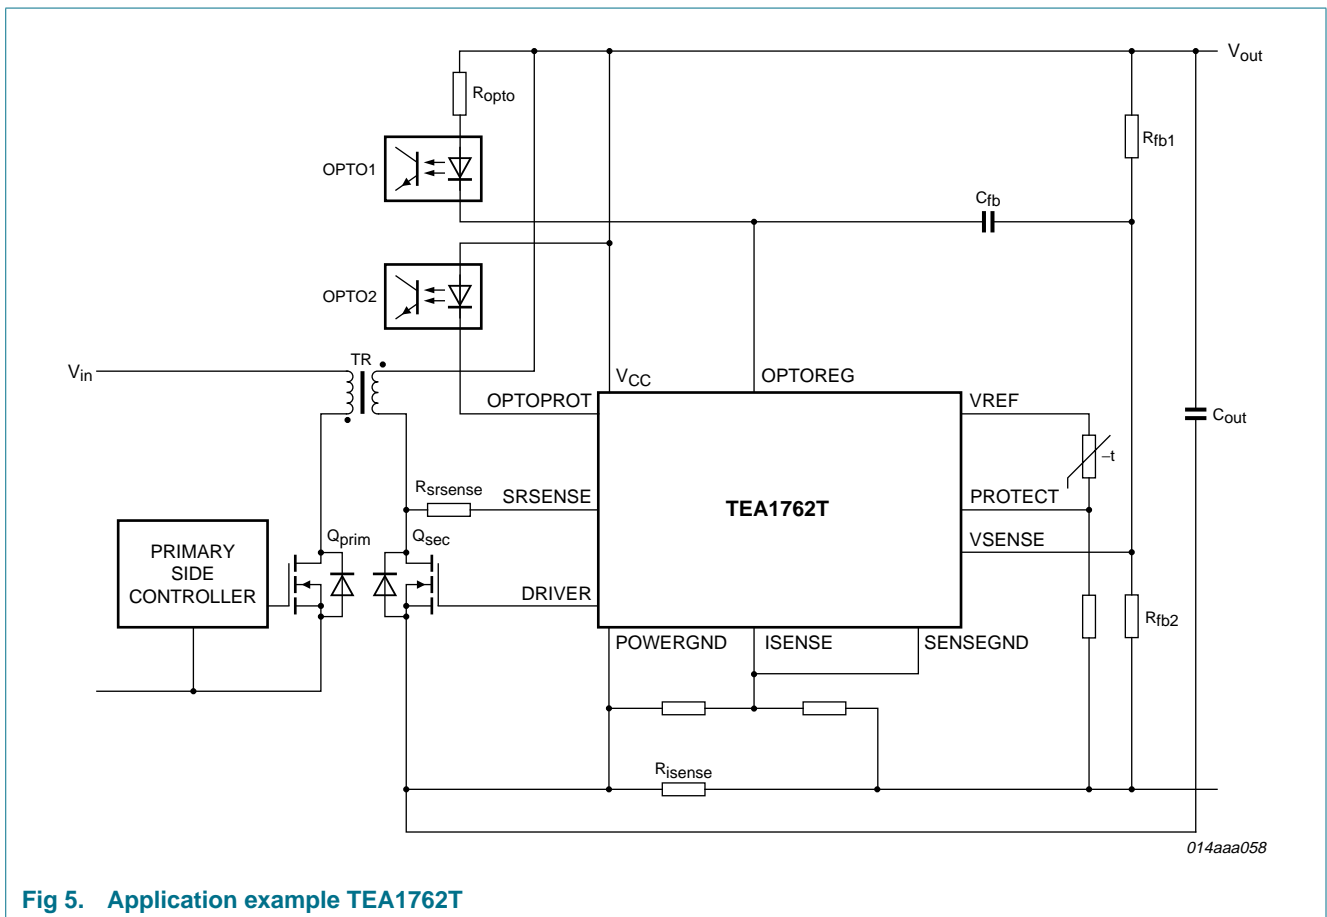 Vout
Ropto
Rfb1
OPTO1
Cfb
OPTO2
TR
Vin
VCC
OPTOREG
OPTOPROT
VREF
Cout
–t
Rsrsense
SRSENSE
TEA1762T
PROTECT
Qprim
Qsec
VSENSE
PRIMARY
SIDE
CONTROLLER
DRIVER
Rfb2
POWERGND
ISENSE
SENSEGND
Risense
014aaa058
Fig 5. Application example TEA1762T